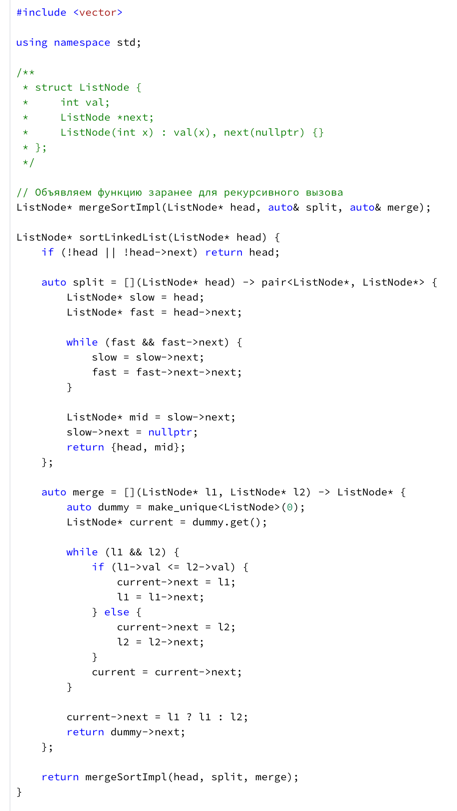 #include <vector>

using namespace std;

/**
 * struct ListNode {
 *     int val;
 *     ListNode *next;
 *     ListNode(int x) : val(x), next(nullptr) {}
 * };
 */

// Объявляем функцию заранее для рекурсивного вызова
ListNode* mergeSortImpl(ListNode* head, auto& split, auto& merge);

ListNode* sortLinkedList(ListNode* head) {
    if (!head || !head->next) return head;

    auto split = [](ListNode* head) -> pair<ListNode*, ListNode*> {
        ListNode* slow = head;
        ListNode* fast = head->next;

        while (fast && fast->next) {
            slow = slow->next;
            fast = fast->next->next;
        }

        ListNode* mid = slow->next;
        slow->next = nullptr;
        return {head, mid};
    };

    auto merge = [](ListNode* l1, ListNode* l2) -> ListNode* {
        auto dummy = make_unique<ListNode>(0);
        ListNode* current = dummy.get();

        while (l1 && l2) {
            if (l1->val <= l2->val) {
                current->next = l1;
                l1 = l1->next;
            } else {
                current->next = l2;
                l2 = l2->next;
            }
            current = current->next;
        }

        current->next = l1 ? l1 : l2;
        return dummy->next;
    };

    return mergeSortImpl(head, split, merge);
}